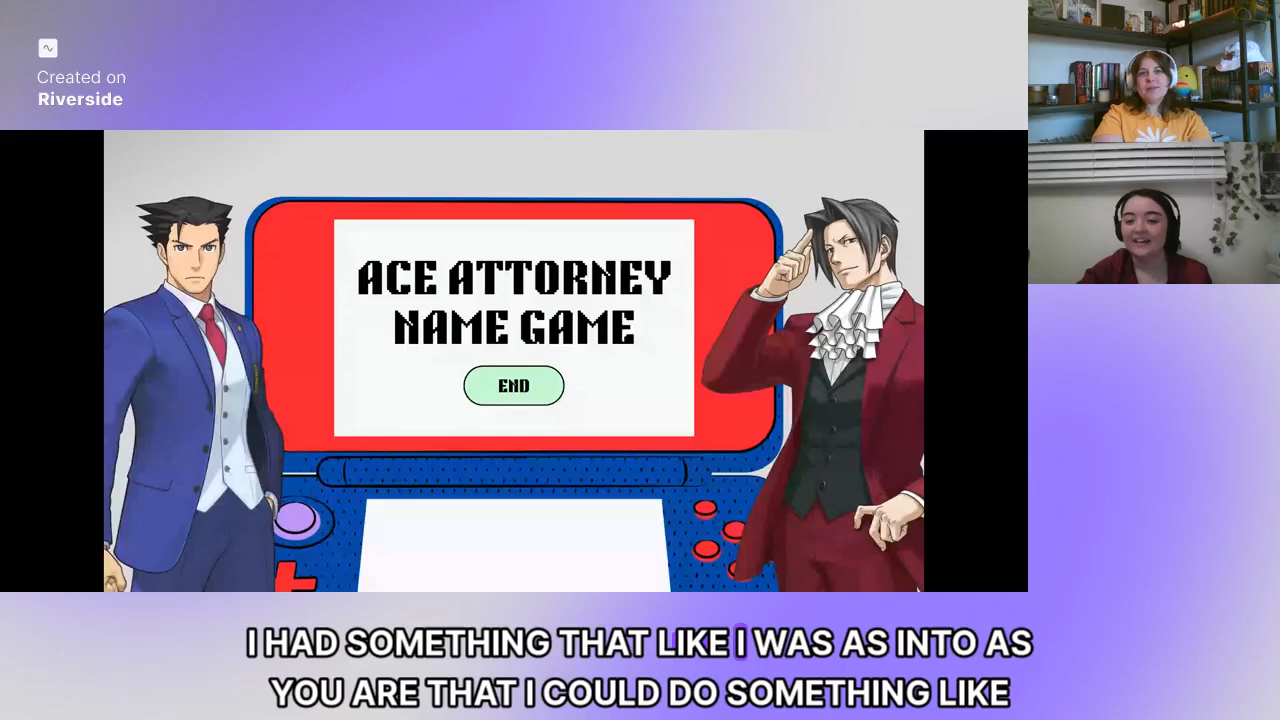 Created on
Riverside
ACE ATTORNEY
NAME GAME
END
I HAD SOMETHING THAT LIKE I WAS AS INTO AS
YOU ARE THAT I COULD DO SOMETHING LIKE